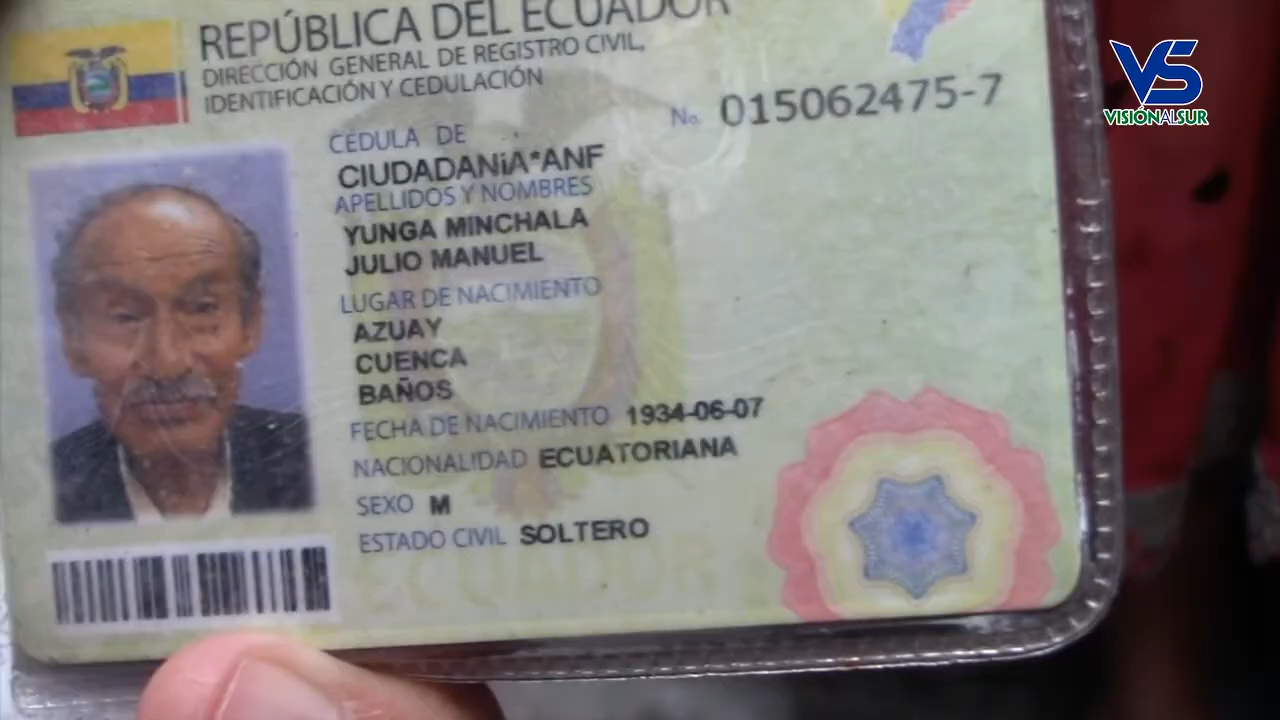 REPÚBLICA DEL ECUADOR
DIRECCIÓN GENERAL DE REGISTRO CIVIL,
IDENTIFICACIÓN Y CEDULACIÓN
No. 015062475-7
CÉDULA DE
CIUDADANíA*ANF
APELLIDOS Y NOMBRES
YUNGA MINCHALA
JULIO MANUEL
LUGAR DE NACIMIENTO
AZUAY
CUENCA
BAÑOS
FECHA DE NACIMIENTO 1934-06-07
NACIONALIDAD ECUATORIANA
SEXO M
ESTADO CIVIL SOLTERO
ECUADOR
VS
VISIÓNALSUR